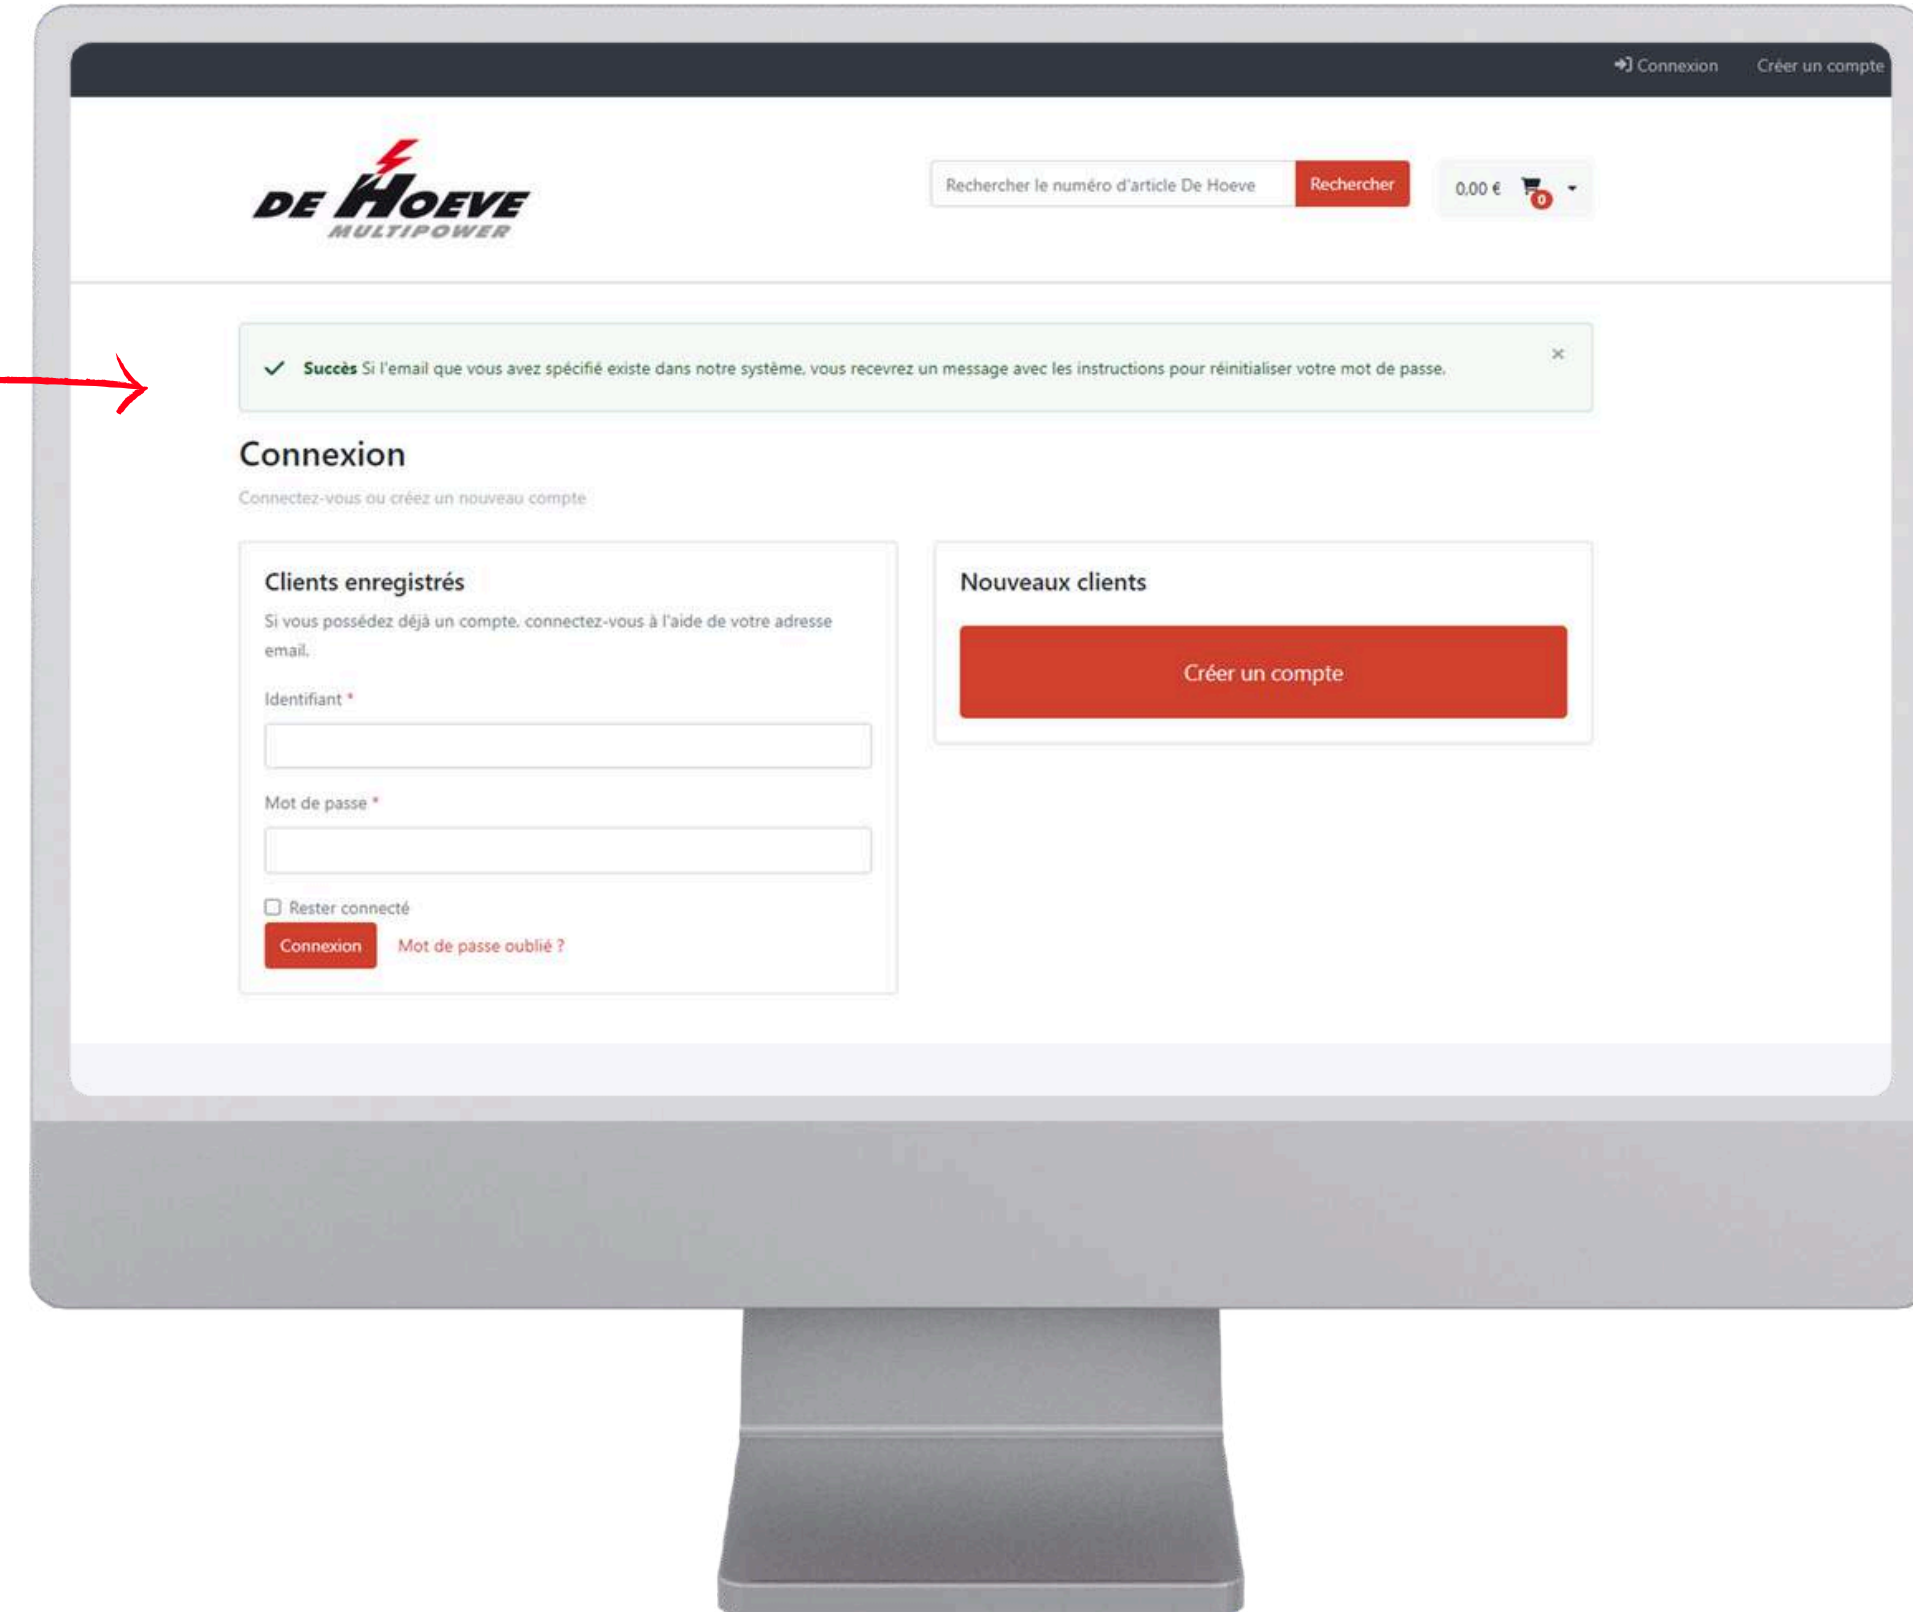 Connexion Créer un compte
DE HOEVE
MULTIPOWER
Rechercher le numéro d'article De Hoeve Rechercher 0,00 € 0
Succès Si l'email que vous avez spécifié existe dans notre système, vous recevrez un message avec les instructions pour réinitialiser votre mot de passe. ×
Connexion
Connectez-vous ou créez un nouveau compte
Clients enregistrés
Si vous possédez déjà un compte, connectez-vous à l'aide de votre adresse
email.
Identifiant *
Mot de passe *
Rester connecté
Connexion Mot de passe oublié ?
Nouveaux clients
Créer un compte